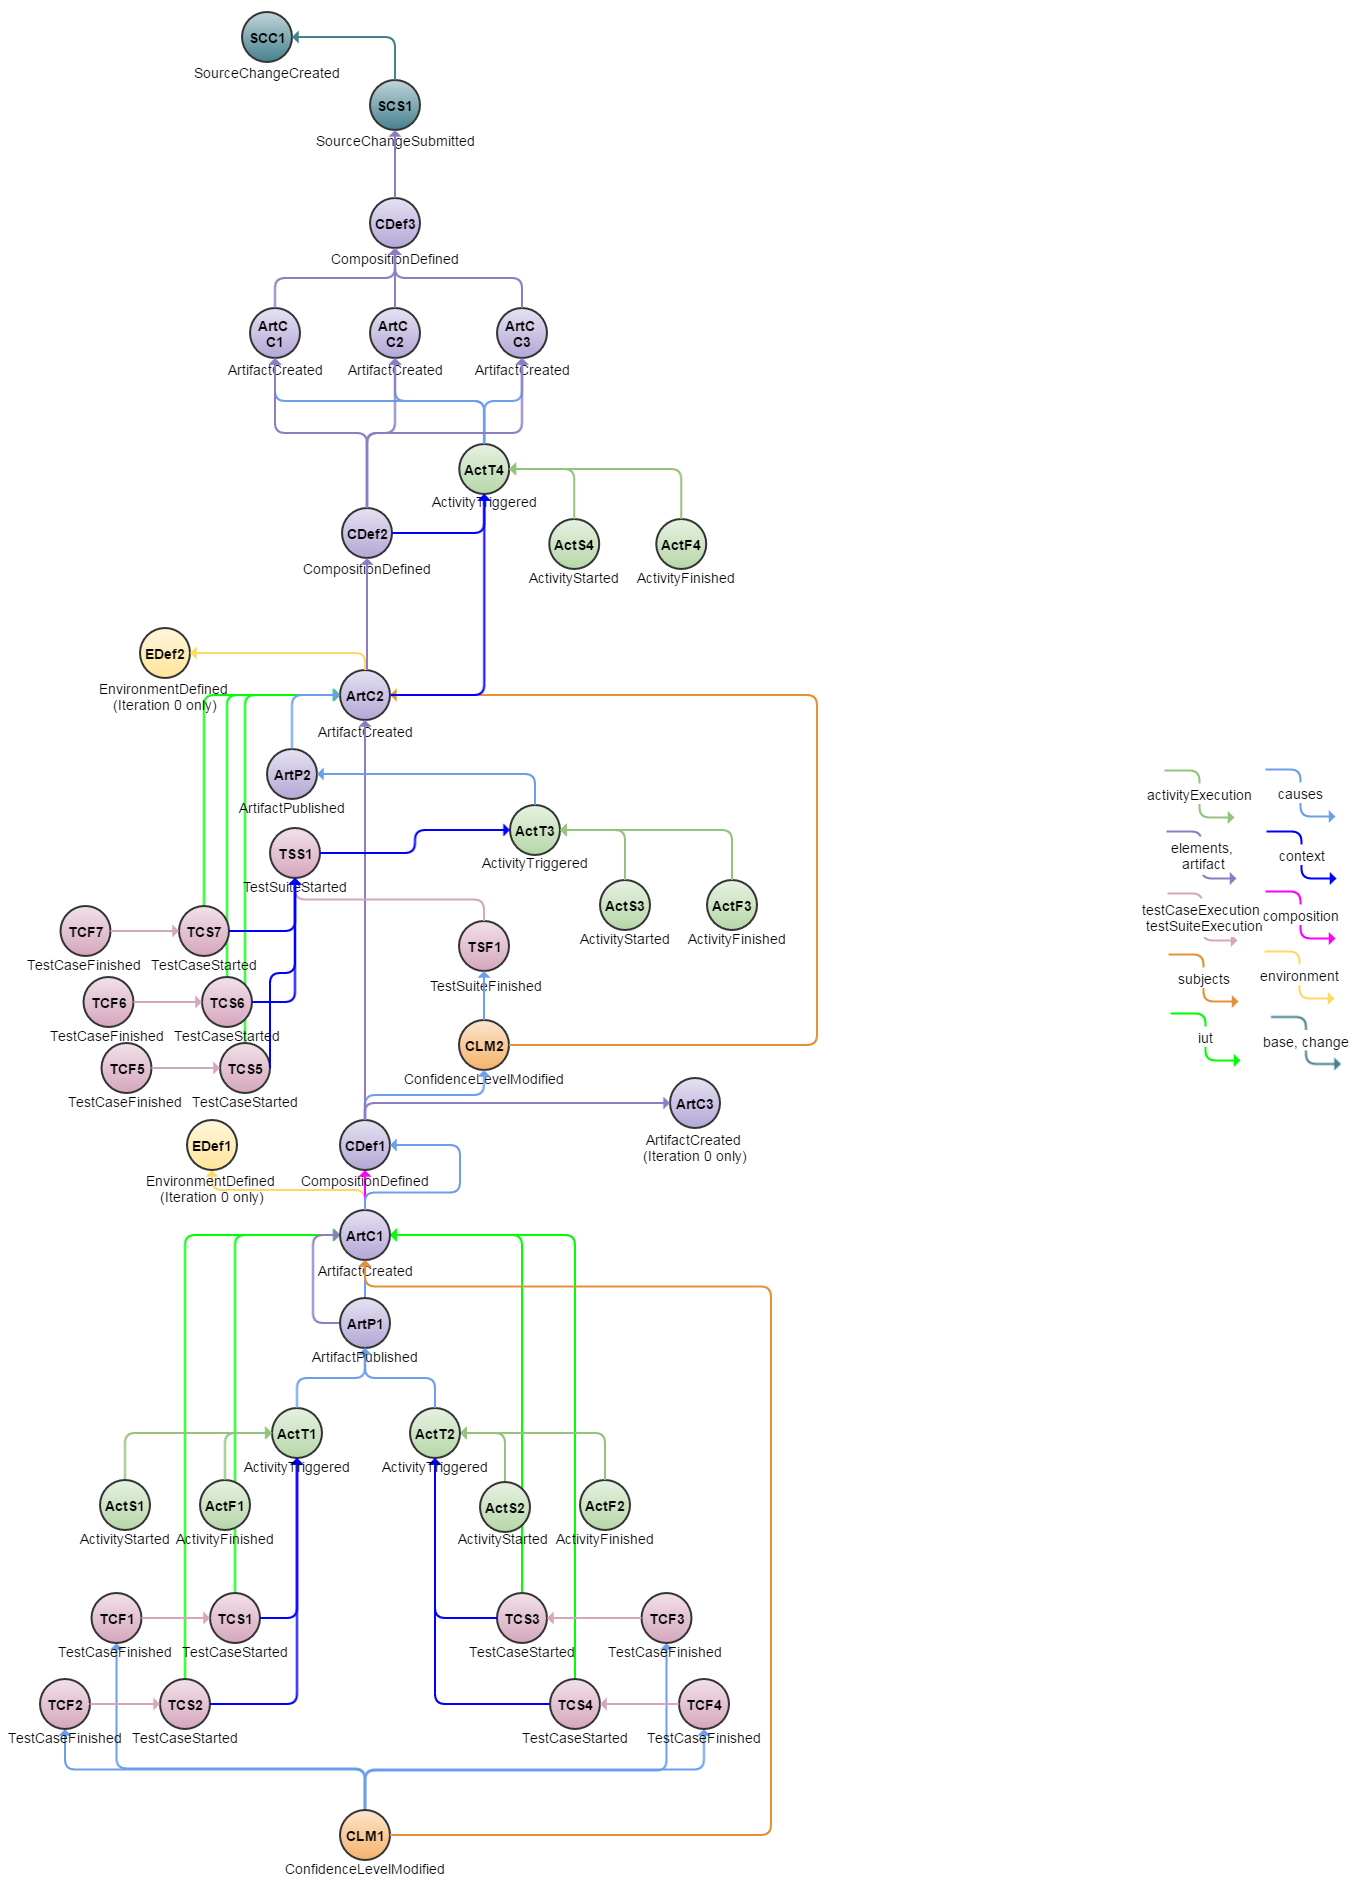 SCC1
SourceChangeCreated
SCS1
SourceChangeSubmitted
CDef3
CompositionDefined
ArtC
C1
ArtifactCreated
ArtC
C2
ArtifactCreated
ArtC
C3
ArtifactCreated
ActT4
ActivityTriggered
CDef2
CompositionDefined
ActS4
ActivityStarted
ActF4
ActivityFinished
EDef2
EnvironmentDefined
(Iteration 0 only)
ArtC2
ArtifactCreated
ArtP2
ArtifactPublished
ActT3
ActivityTriggered
TSS1
TestSuiteStarted
ActS3
ActivityStarted
ActF3
ActivityFinished
TCF7
TestCaseFinished
TCS7
TestCaseStarted
TSF1
TestSuiteFinished
TCF6
TestCaseFinished
TCS6
TestCaseStarted
CLM2
ConfidenceLevelModified
TCF5
TestCaseFinished
TCS5
TestCaseStarted
ArtC3
ArtifactCreated
(Iteration 0 only)
EDef1
EnvironmentDefined
(Iteration 0 only)
CDef1
CompositionDefined
ArtC1
ArtifactCreated
ArtP1
ArtifactPublished
ActT1
ActivityTriggered
ActT2
ActivityTriggered
ActS1
ActivityStarted
ActF1
ActivityFinished
ActS2
ActivityStarted
ActF2
ActivityFinished
TCF1
TestCaseFinished
TCS1
TestCaseStarted
TCS3
TestCaseStarted
TCF3
TestCaseFinished
TCF2
TestCaseFinished
TCS2
TestCaseStarted
TCS4
TestCaseStarted
TCF4
TestCaseFinished
CLM1
ConfidenceLevelModified
activityExecution
causes
elements,
artifact
context
testCaseExecution
testSuiteExecution
composition
subjects
environment
iut
base, change